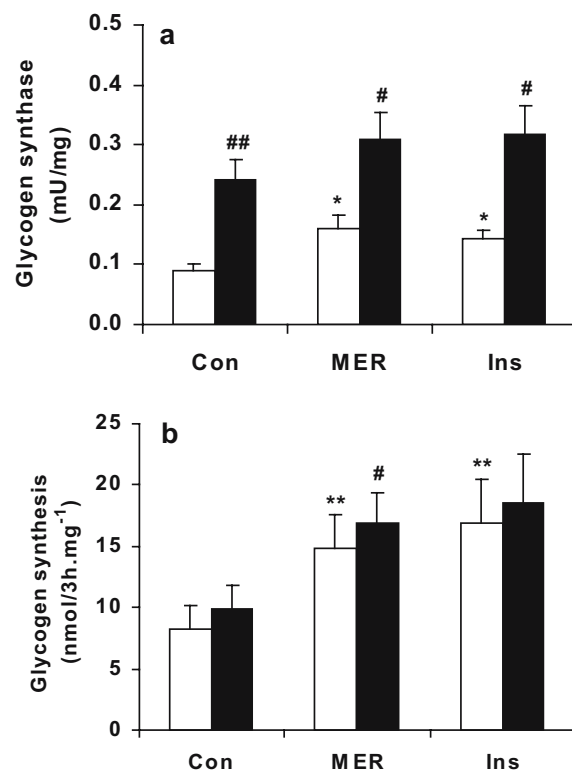 a
Glycogen synthase
(mU/mg)
0.5
0.4
0.3
0.2
0.1
0.0
##
*
#
*
#
Con MER Ins
b
Glycogen synthesis
(nmol/3h.mg⁻¹)
25
20
15
10
5
0
**
#
**
Con MER Ins